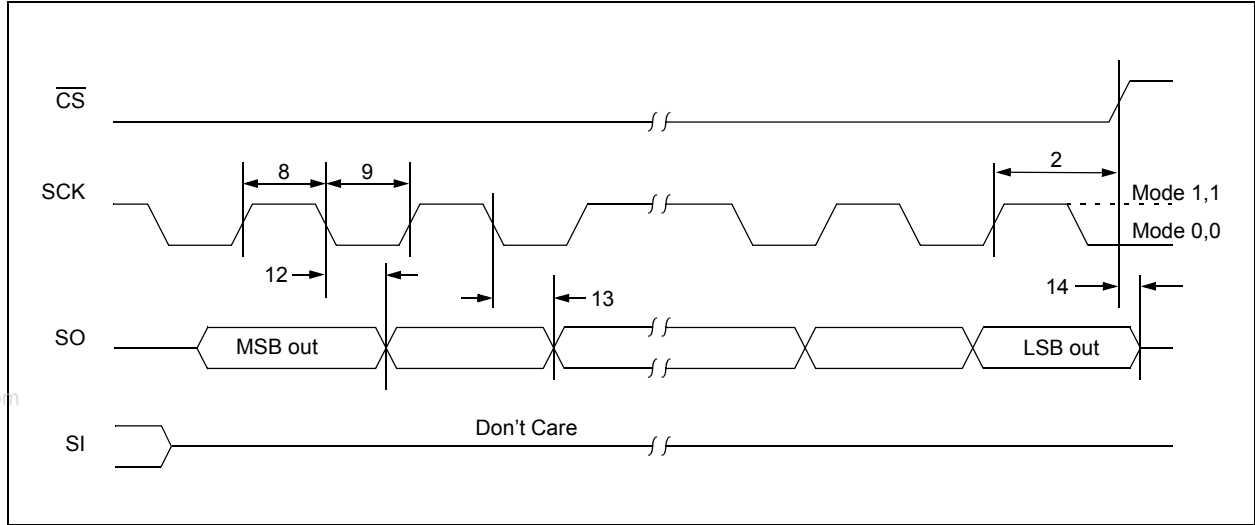 CS
SCK
8
9
2
Mode 1,1
Mode 0,0
12
13
14
SO
MSB out
LSB out
SI
Don't Care
om